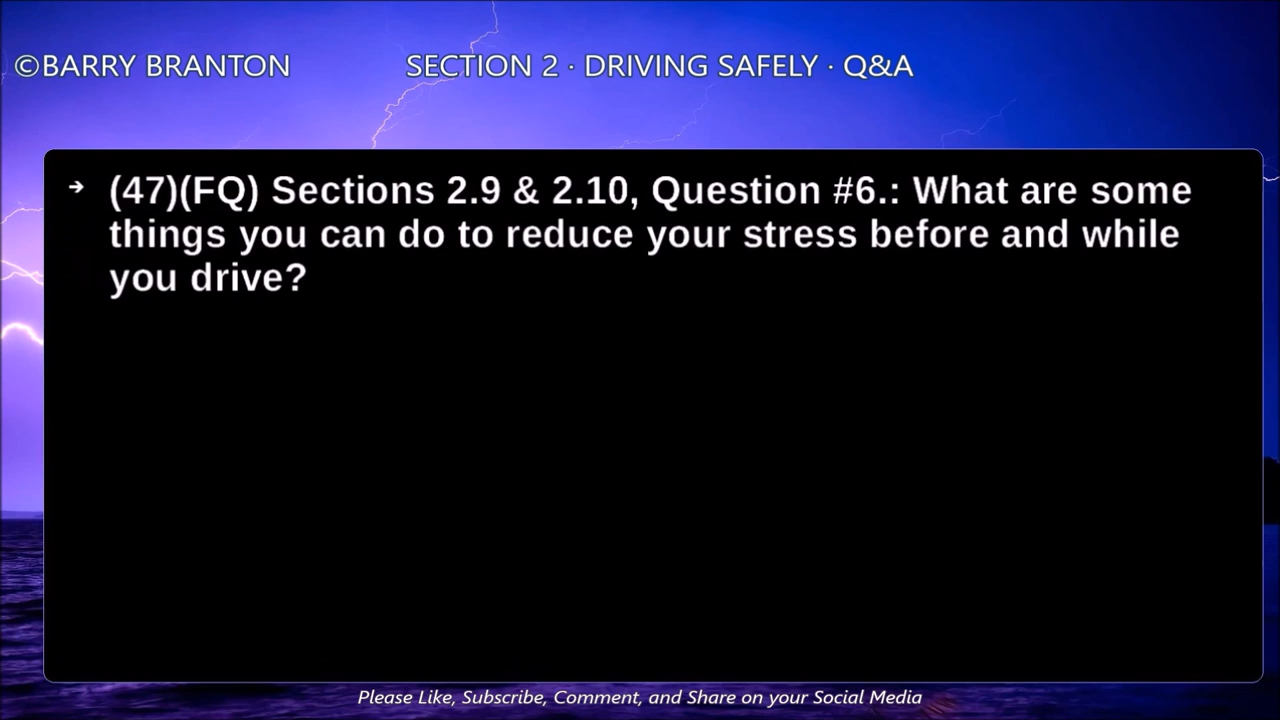 ©BARRY BRANTON SECTION 2 · DRIVING SAFELY · Q&A
➔ (47)(FQ) Sections 2.9 & 2.10, Question #6.: What are some
things you can do to reduce your stress before and while
you drive?
Please Like, Subscribe, Comment, and Share on your Social Media